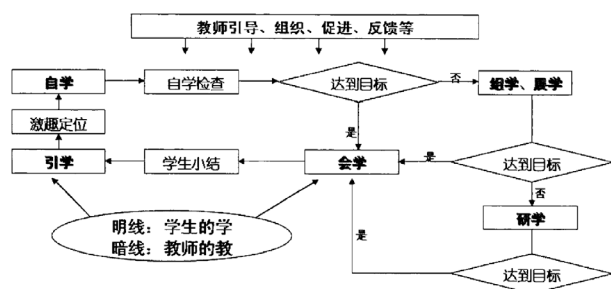 教师引导、组织、促进、反馈等
自学
自学检查
达到目标
否
组学、展学
激趣定位
是
引学
学生小结
会学
是
达到目标
否
明线：学生的学
暗线：教师的教
是
研学
达到目标